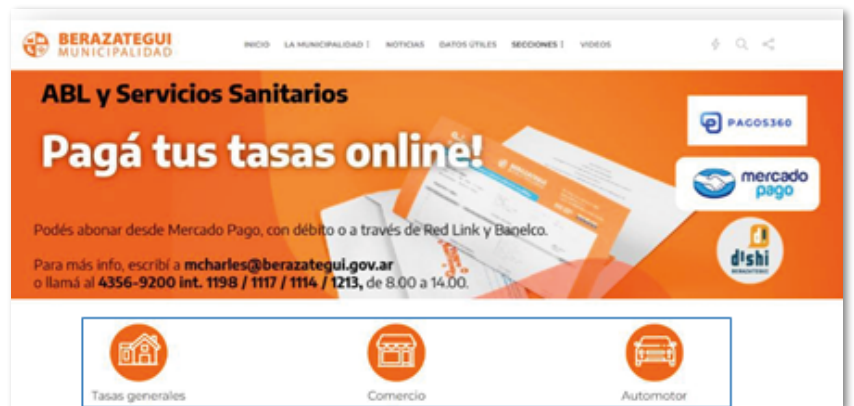 BERAZATEGUI
MUNICIPALIDAD
INICIO LA MUNICIPALIDAD NOTICIAS DATOS ÚTILES SECCIONES VIDEOS
ABL y Servicios Sanitarios
Pagá tus tasas online!
PAGOS360
mercado
pago
Podés abonar desde Mercado Pago, con débito o a través de Red Link y Banelco.
dishi
BERAZATEGUI
Para más info, escribí a mcharles@berazategui.gov.ar
o llamá al 4356-9200 int. 1198 / 1117 / 1114 / 1213, de 8.00 a 14.00.
Tasas generales Comercio Automotor